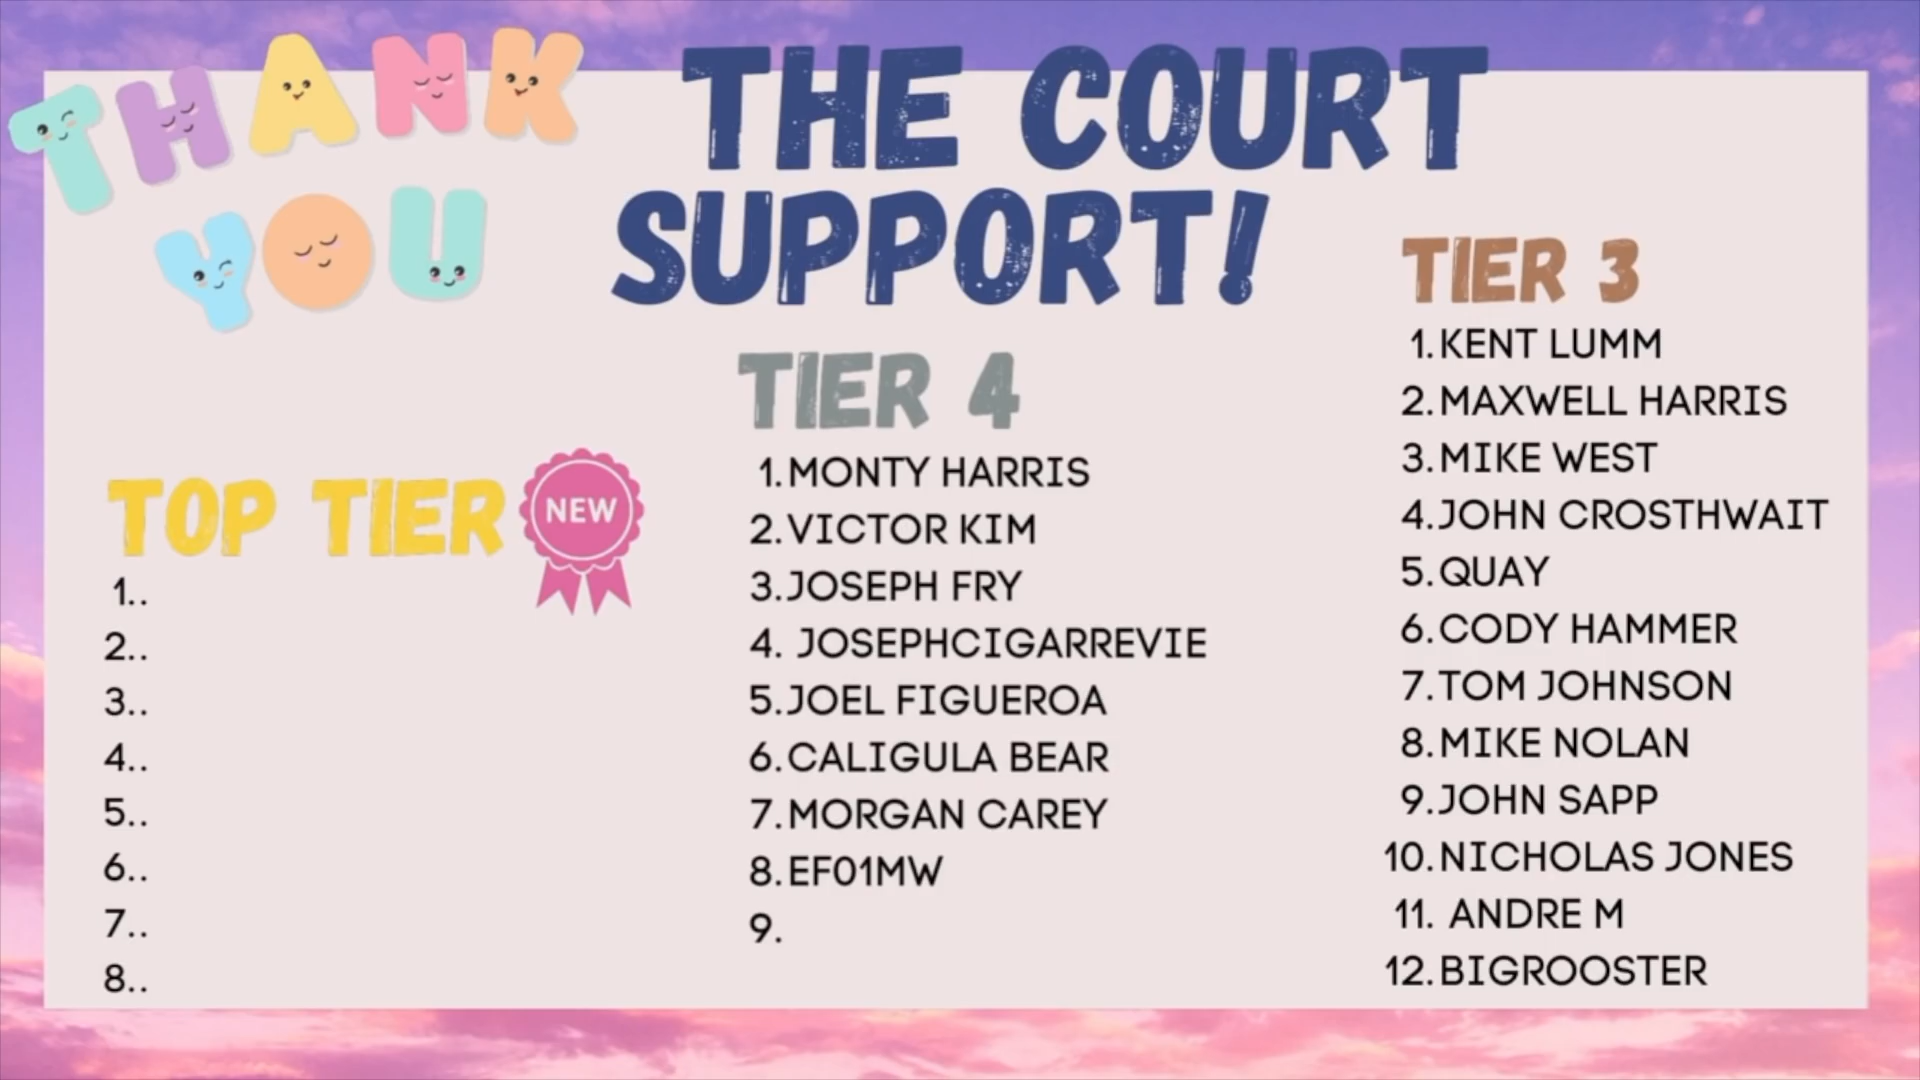 THANK
YOU
THE COURT
SUPPORT!
TOP TIER
NEW
1..
2..
3..
4..
5..
6..
7..
8..
TIER 4
1.MONTY HARRIS
2.VICTOR KIM
3.JOSEPH FRY
4. JOSEPHCIGARREVIE
5.JOEL FIGUEROA
6.CALIGULA BEAR
7.MORGAN CAREY
8.EF01MW
9.
TIER 3
1.KENT LUMM
2.MAXWELL HARRIS
3.MIKE WEST
4.JOHN CROSTHWAIT
5.QUAY
6.CODY HAMMER
7.TOM JOHNSON
8.MIKE NOLAN
9.JOHN SAPP
10.NICHOLAS JONES
11. ANDRE M
12.BIGROOSTER